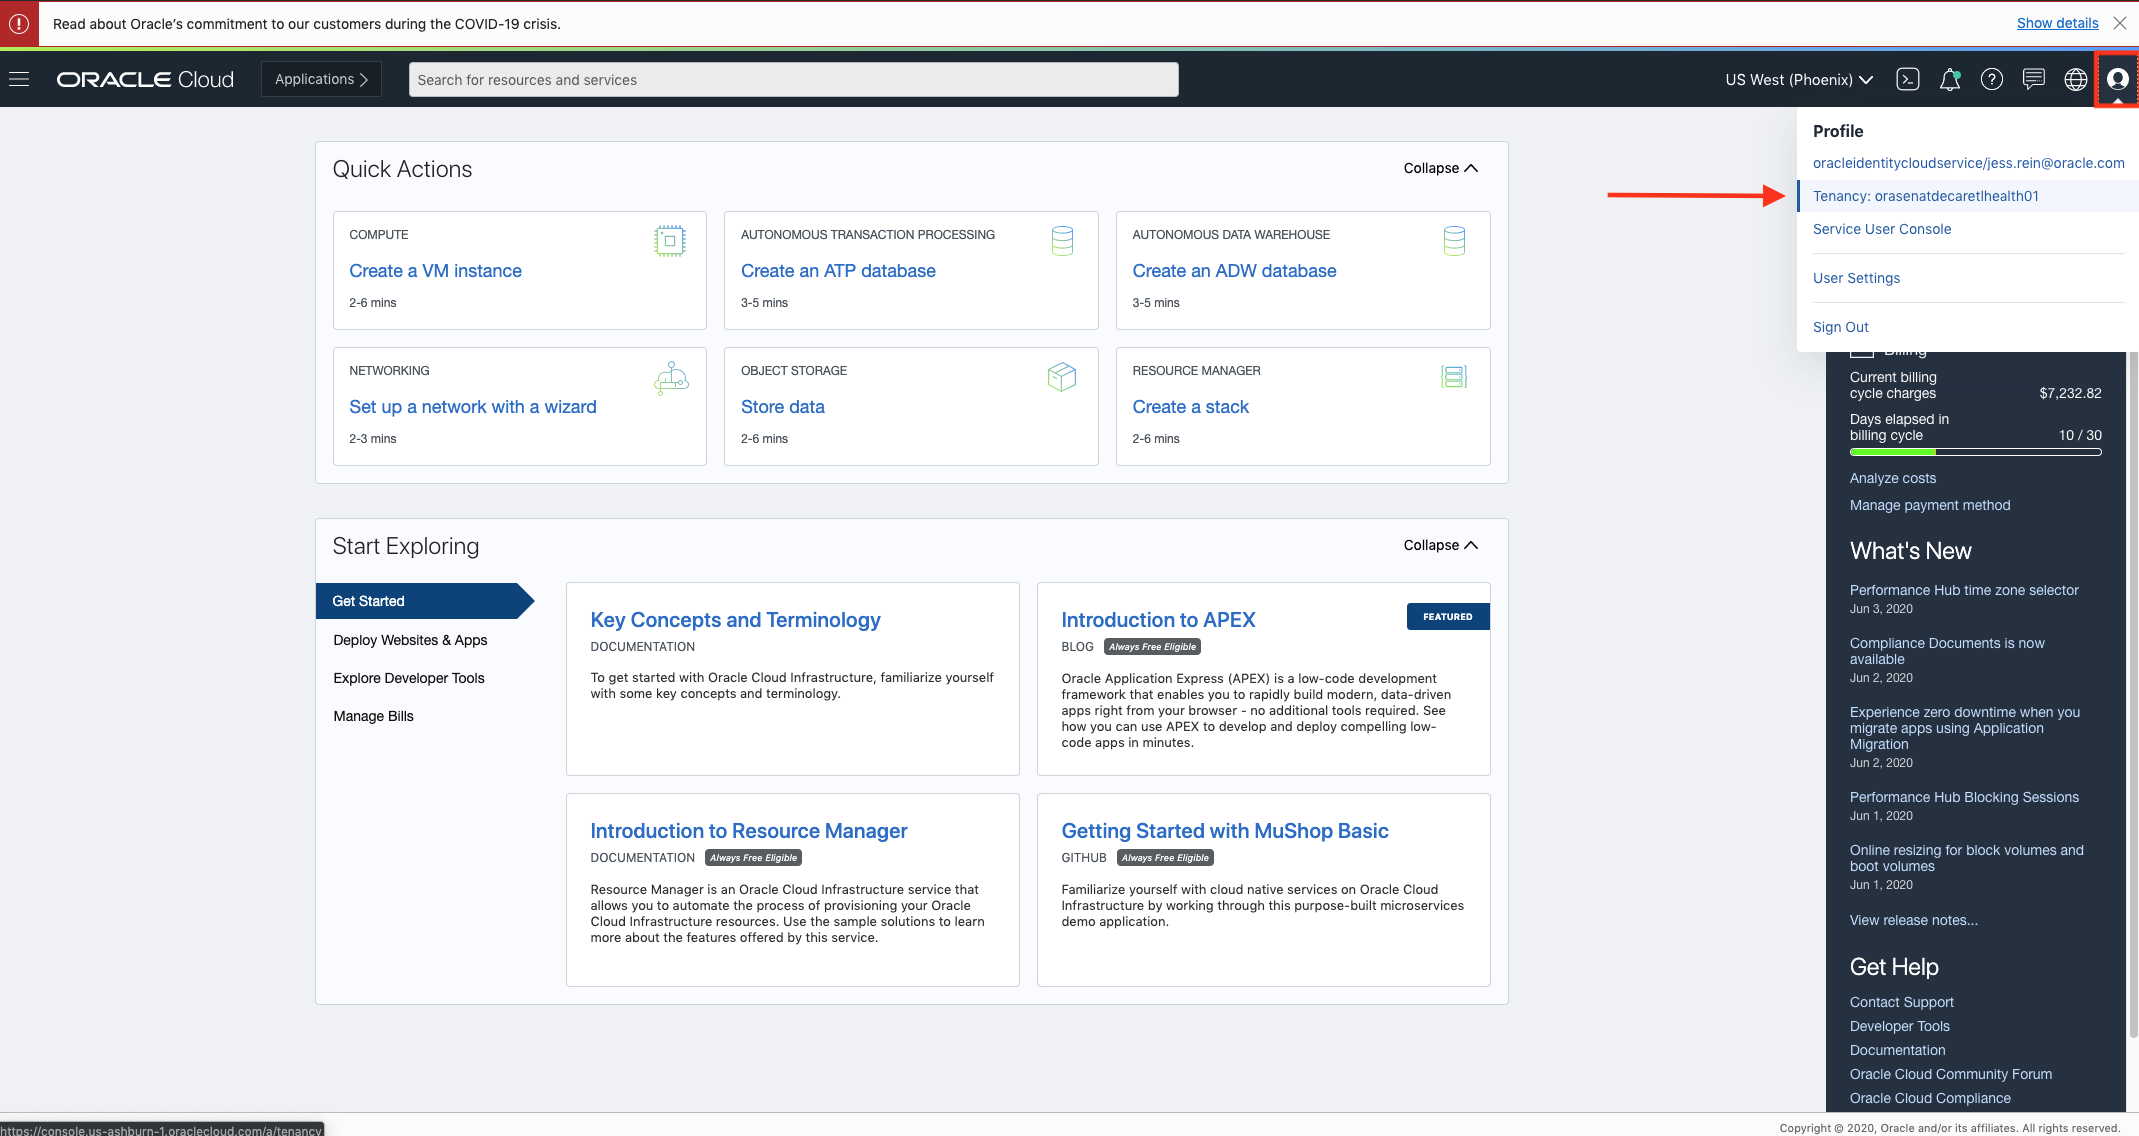 Read about Oracle's commitment to our customers during the COVID-19 crisis.
Show details
ORACLE Cloud
Applications
Search for resources and services
US West (Phoenix)
Profile
oracleidentitycloudservice/jess.rein@oracle.com
Tenancy: orasenatdecaretlhealth01
Service User Console
User Settings
Sign Out
Quick Actions
Collapse
COMPUTE
Create a VM instance
2-6 mins
AUTONOMOUS TRANSACTION PROCESSING
Create an ATP database
3-5 mins
AUTONOMOUS DATA WAREHOUSE
Create an ADW database
3-5 mins
NETWORKING
Set up a network with a wizard
2-3 mins
OBJECT STORAGE
Store data
2-6 mins
RESOURCE MANAGER
Create a stack
2-6 mins
Start Exploring
Collapse
Get Started
Deploy Websites & Apps
Explore Developer Tools
Manage Bills
Key Concepts and Terminology
DOCUMENTATION
To get started with Oracle Cloud Infrastructure, familiarize yourself
with some key concepts and terminology.
Introduction to APEX
FEATURED
BLOG Always Free Eligible
Oracle Application Express (APEX) is a low-code development
framework that enables you to rapidly build modern, data-driven
apps right from your browser - no additional tools required. See
how you can use APEX to develop and deploy compelling low-
code apps in minutes.
Introduction to Resource Manager
DOCUMENTATION Always Free Eligible
Resource Manager is an Oracle Cloud Infrastructure service that
allows you to automate the process of provisioning your Oracle
Cloud Infrastructure resources. Use the sample solutions to learn
more about the features offered by this service.
Getting Started with MuShop Basic
GITHUB Always Free Eligible
Familiarize yourself with cloud native services on Oracle Cloud
Infrastructure by working through this purpose-built microservices
demo application.
Billing
Current billing
cycle charges
$7,232.82
Days elapsed in
billing cycle
10 / 30
Analyze costs
Manage payment method
What's New
Performance Hub time zone selector
Jun 3, 2020
Compliance Documents is now
available
Jun 2, 2020
Experience zero downtime when you
migrate apps using Application
Migration
Jun 2, 2020
Performance Hub Blocking Sessions
Jun 1, 2020
Online resizing for block volumes and
boot volumes
Jun 1, 2020
View release notes...
Get Help
Contact Support
Developer Tools
Documentation
Oracle Cloud Community Forum
Oracle Cloud Compliance
https://console.us-ashburn-1.oraclecloud.com/a/tenancy
Copyright © 2020, Oracle and/or its affiliates. All rights reserved.